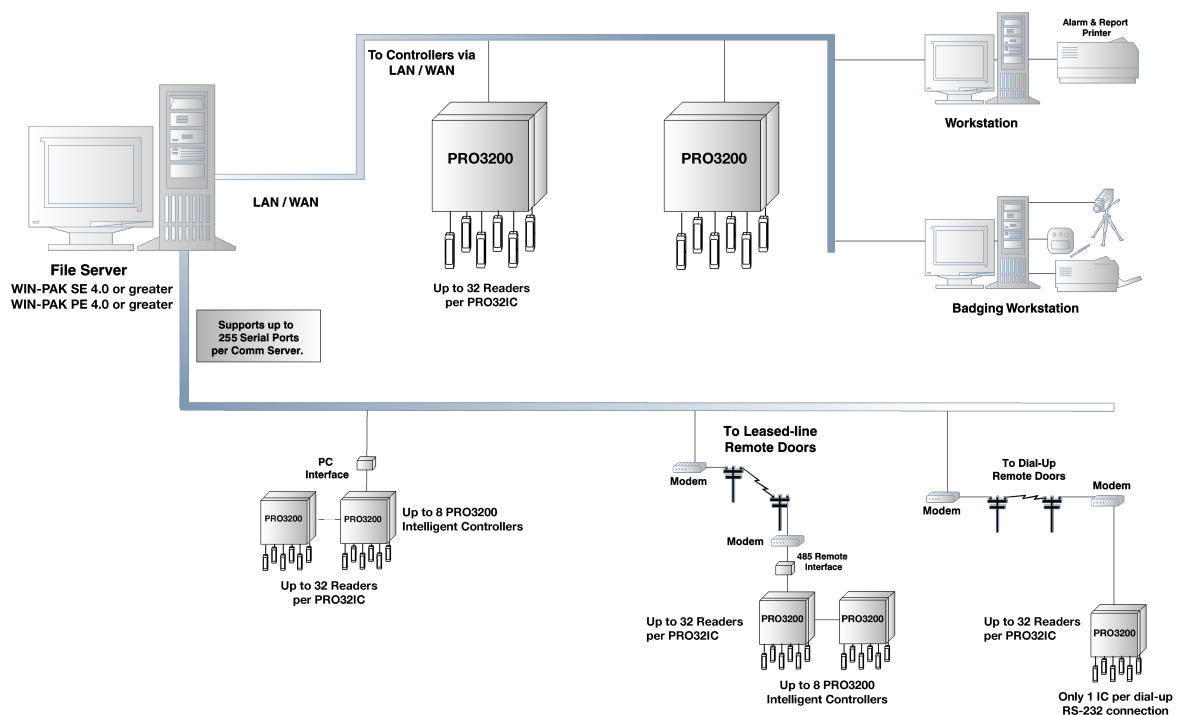 Alarm & Report
Printer
To Controllers via
LAN / WAN
PRO3200
PRO3200
Workstation
LAN / WAN
File Server
WIN-PAK SE 4.0 or greater
WIN-PAK PE 4.0 or greater
Up to 32 Readers
per PRO32IC
Badging Workstation
Supports up to
255 Serial Ports
per Comm Server.
PC
Interface
PRO3200
PRO3200
Up to 8 PRO3200
Intelligent Controllers
Up to 32 Readers
per PRO32IC
To Leased-line
Remote Doors
Modem
Modem
485 Remote
Interface
Up to 32 Readers
per PRO32IC
PRO3200
PRO3200
Up to 8 PRO3200
Intelligent Controllers
To Dial-Up
Remote Doors
Modem
Modem
Up to 32 Readers
per PRO32IC
PRO3200
Only 1 IC per dial-up
RS-232 connection